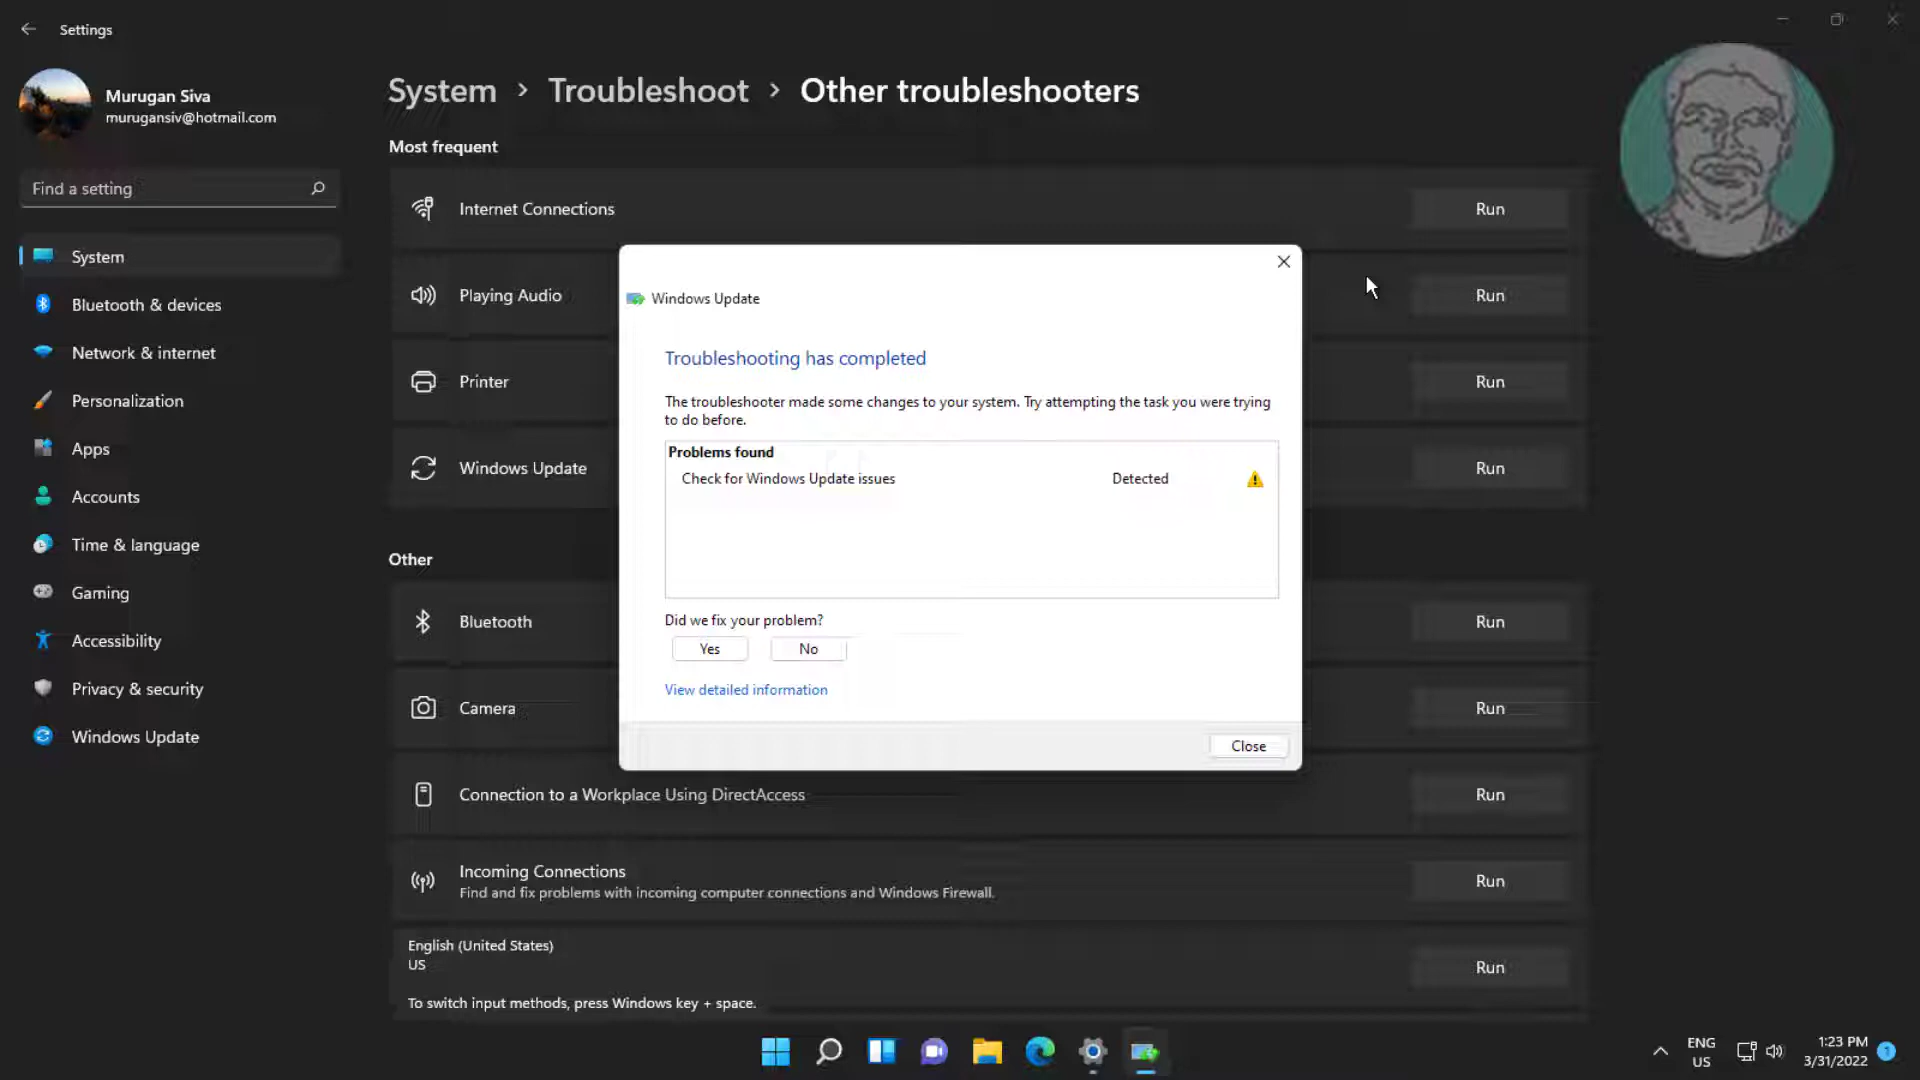 Settings
Murugan Siva
murugansiv@hotmail.com
Find a setting
System
Bluetooth & devices
Network & internet
Personalization
Apps
Accounts
Time & language
Gaming
Accessibility
Privacy & security
Windows Update
System > Troubleshoot > Other troubleshooters
Most frequent
Internet Connections Run
Playing Audio Run
Printer Run
Windows Update Run
Other
Bluetooth Run
Camera Run
Connection to a Workplace Using DirectAccess Run
Incoming Connections
Find and fix problems with incoming computer connections and Windows Firewall.
Run
English (United States)
US
To switch input methods, press Windows key + space.
Run
Windows Update
Troubleshooting has completed
The troubleshooter made some changes to your system. Try attempting the task you were trying
to do before.
Problems found
Check for Windows Update issues Detected
Did we fix your problem?
Yes No
View detailed information
Close
ENG
US
1:23 PM
3/31/2022
1